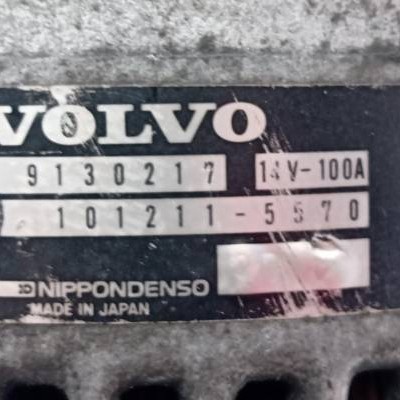 VOLVO
9130217 14V-100A
101211-5570
NIPPONDENSO
MADE IN JAPAN